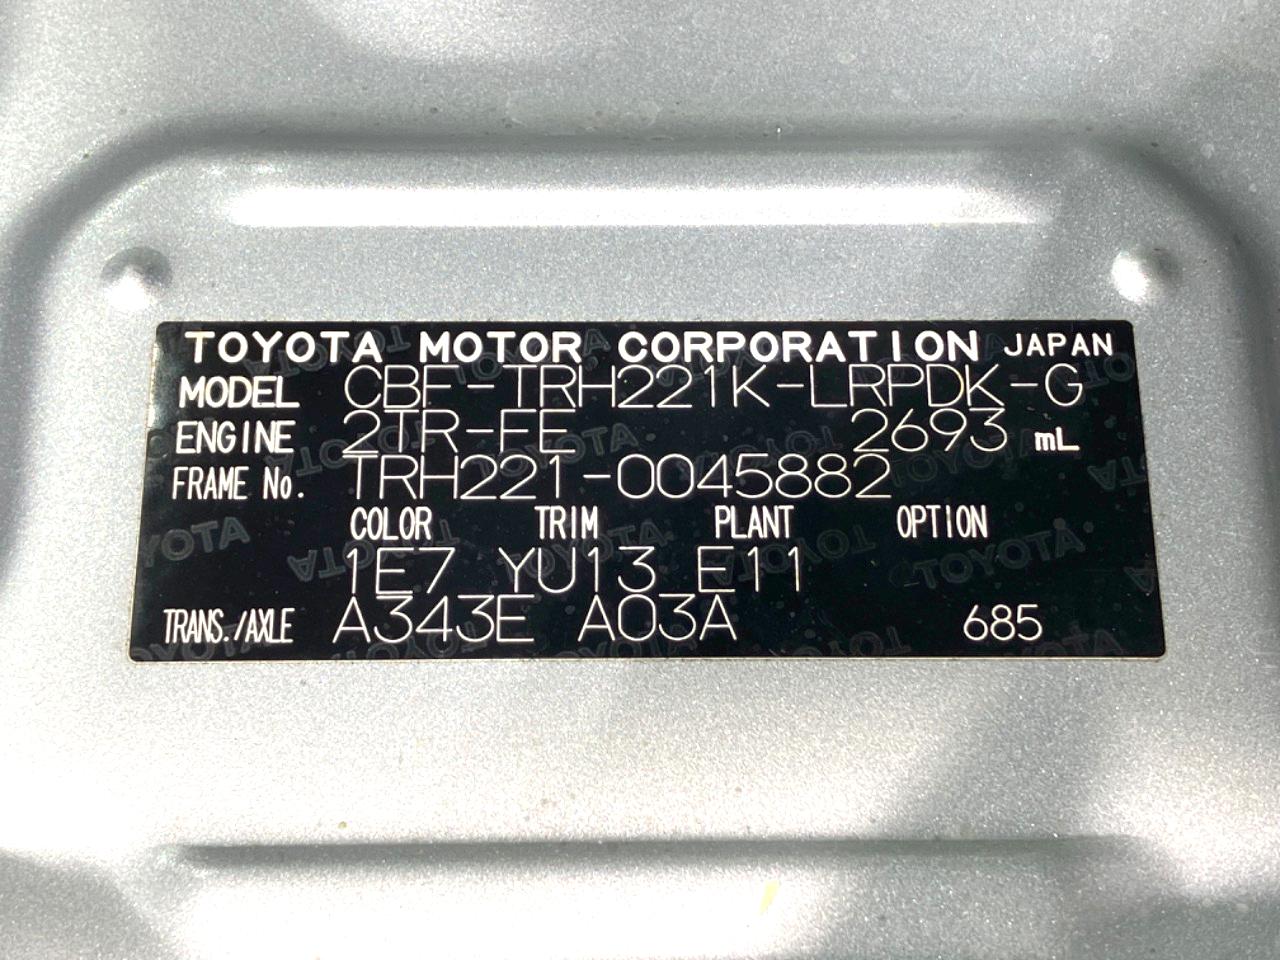 TOYOTA MOTOR CORPORATION JAPAN
MODEL CBF-TRH221K-LRPDK-G
ENGINE 2TR-FE 2693 mL
FRAME No. TRH221-0045882
COLOR TRIM PLANT OPTION
1E7 YU13 E11
TRANS./AXLE A343E A03A 685